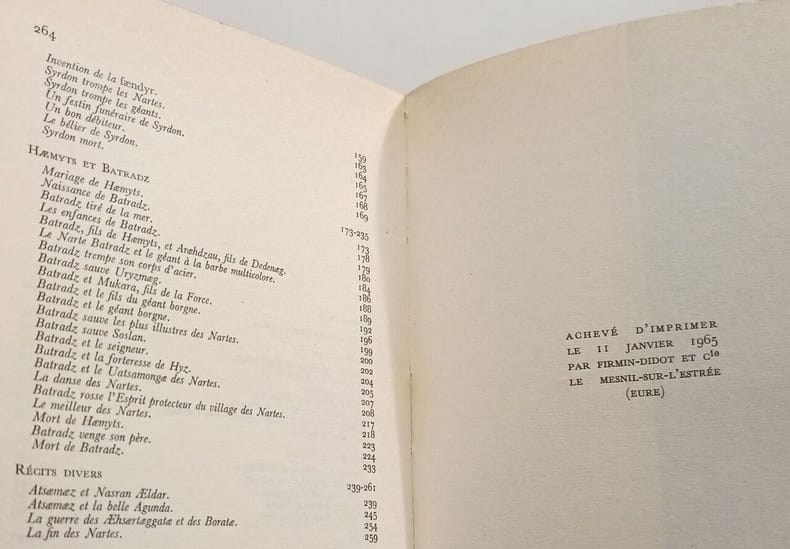 264
Invention de la fændyr. 159
Syrdon trompe les Nartes. 163
Syrdon trompe les géants. 164
Un festin funéraire de Syrdon. 165
Un bon débiteur. 167
Le bélier de Syrdon. 168
Syrdon mort. 169
HÆMYTS ET BATRADZ 173-235
Mariage de Hæmyts. 173
Naissance de Batradz. 178
Batradz tiré de la mer. 179
Les enfances de Batradz. 180
Batradz, fils de Hæmyts, et Aræhdzau, fils de Dedenæg. 184
Le Narte Batradz et le géant à la barbe multicolore. 186
Batradz trempe son corps d'acier. 188
Batradz sauve Uryzmæg. 189
Batradz et Mukara, fils de la Force. 192
Batradz et le fils du géant borgne. 196
Batradz et le géant borgne. 199
Batradz sauve les plus illustres des Nartes. 200
Batradz sauve Soslan. 202
Batradz et le seigneur. 204
Batradz et la forteresse de Hyz. 205
Batradz et le Uatsamongæ des Nartes. 207
La danse des Nartes. 208
Batradz rosse l'Esprit protecteur du village des Nartes. 217
Le meilleur des Nartes. 218
Mort de Hæmyts. 223
Batradz venge son père. 224
Mort de Batradz. 233
RÉCITS DIVERS 239-261
Atsæmæz et Nasran Ældar. 239
Atsæmæz et la belle Agunda. 245
La guerre des Æhsærtæggatæ et des Boratæ. 254
La fin des Nartes. 259
ACHEVÉ D'IMPRIMER
LE 11 JANVIER 1965
PAR FIRMIN-DIDOT ET Cie
LE MESNIL-SUR-L'ESTRÉE
(EURE)